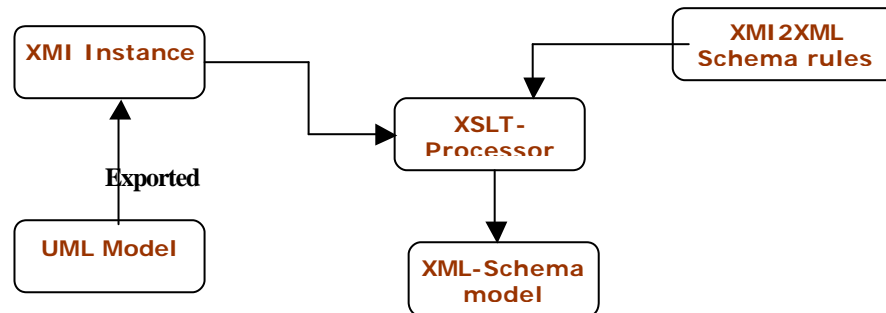 XMI Instance
XMI2XML
Schema rules
XSLT-
Processor
Exported
UML Model
XML-Schema
model